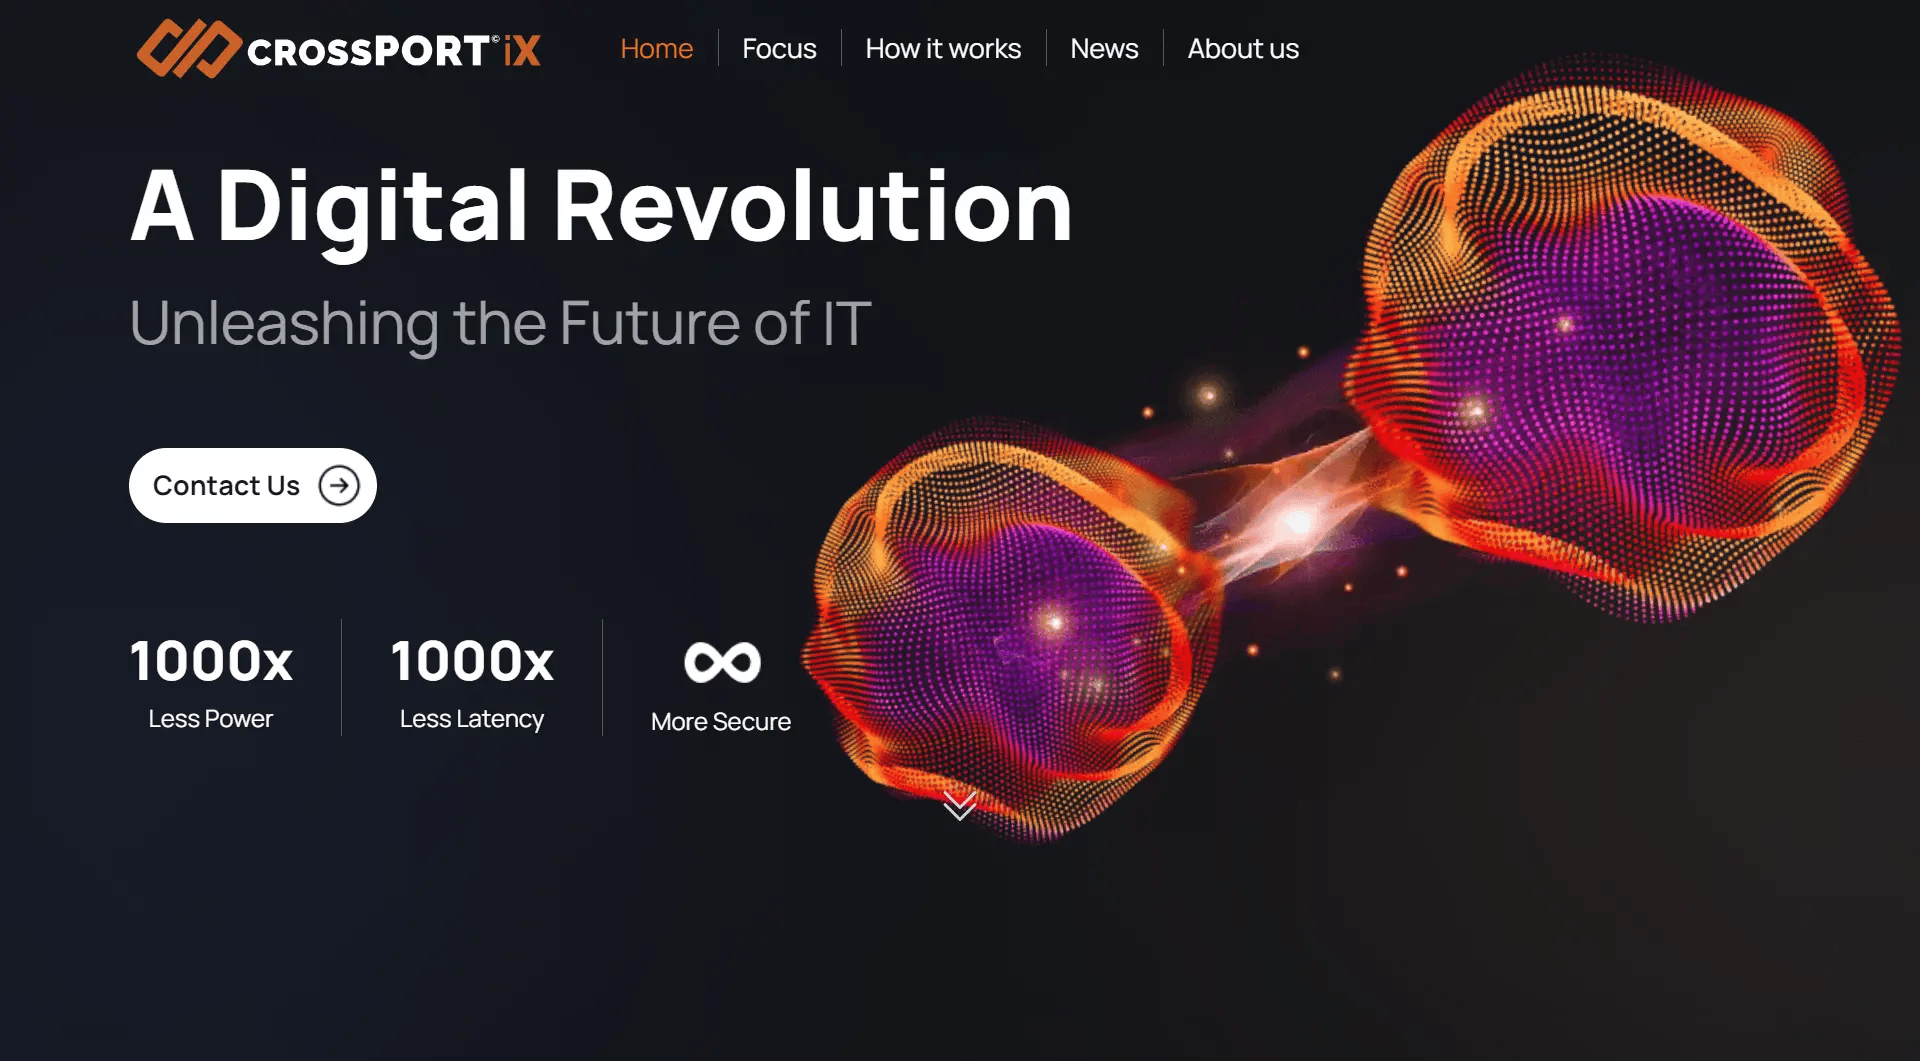 CROSSPORT© iX
Home
Focus
How it works
News
About us
A Digital Revolution
Unleashing the Future of IT
Contact Us
1000x
Less Power
1000x
Less Latency
∞
More Secure